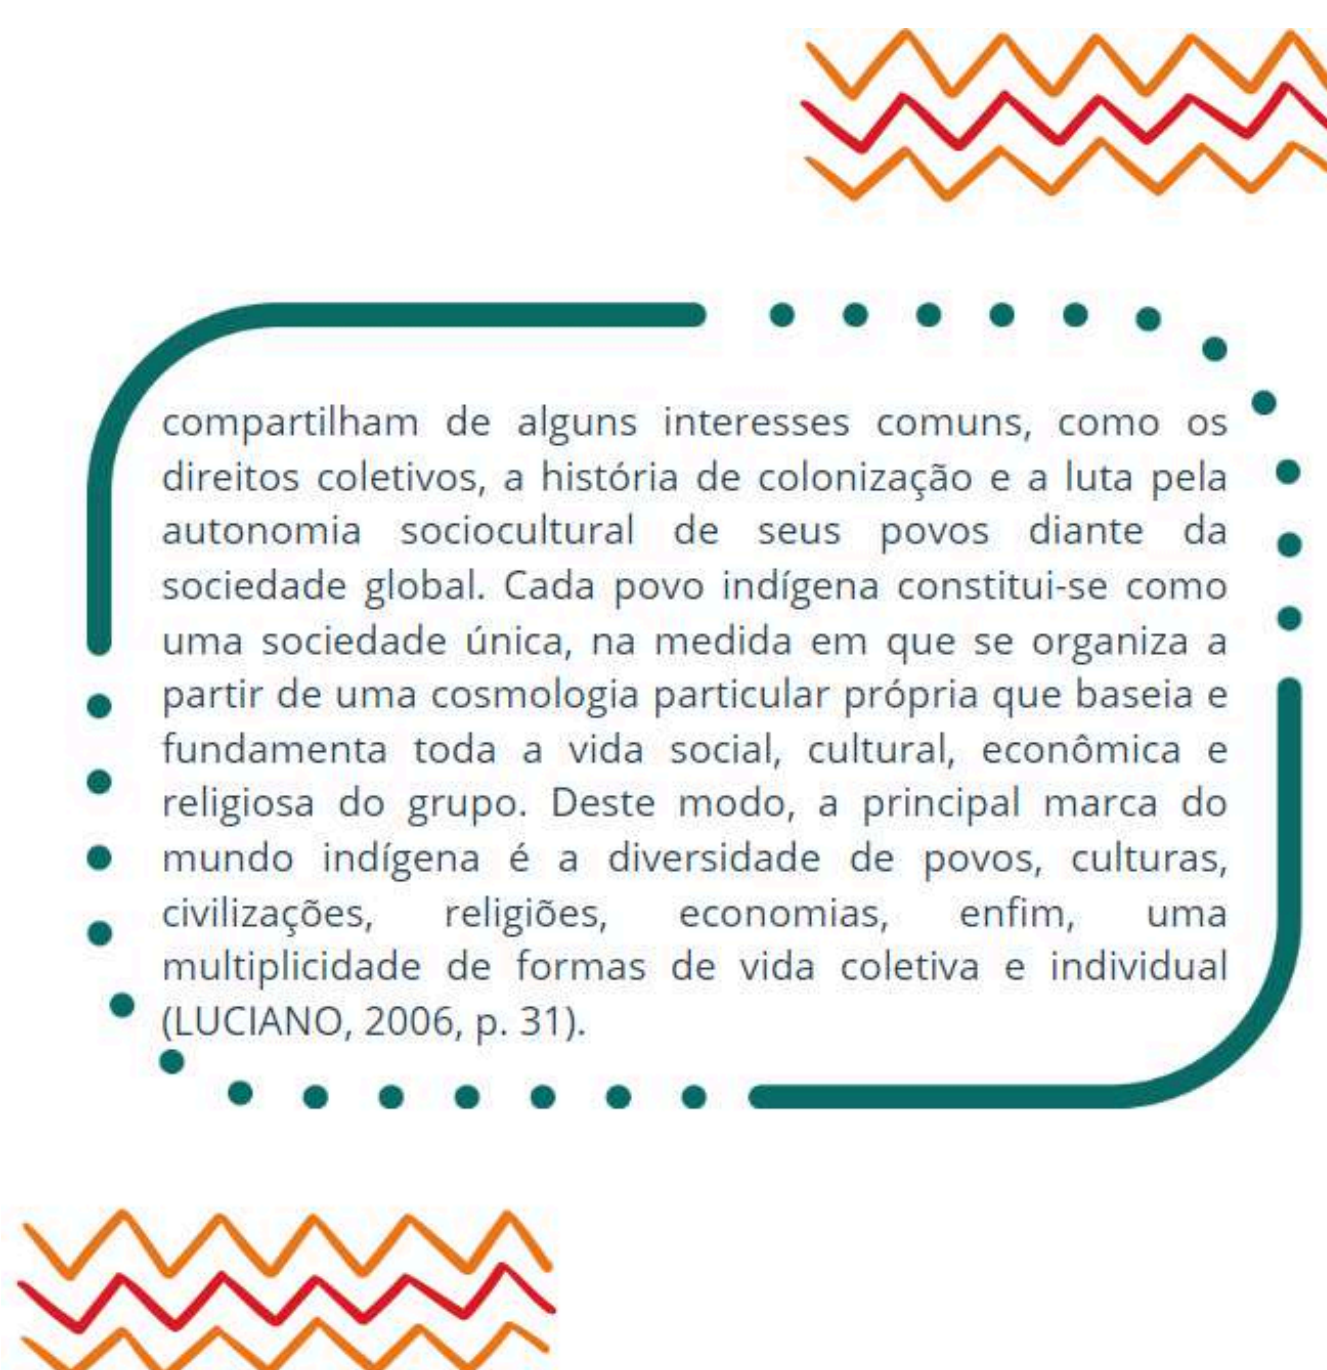 compartilham de alguns interesses comuns, como os
direitos coletivos, a história de colonização e a luta pela
autonomia sociocultural de seus povos diante da
sociedade global. Cada povo indígena constitui-se como
uma sociedade única, na medida em que se organiza a
partir de uma cosmologia particular própria que baseia e
fundamenta toda a vida social, cultural, econômica e
religiosa do grupo. Deste modo, a principal marca do
mundo indígena é a diversidade de povos, culturas,
civilizações, religiões, economias, enfim, uma
multiplicidade de formas de vida coletiva e individual
(LUCIANO, 2006, p. 31).